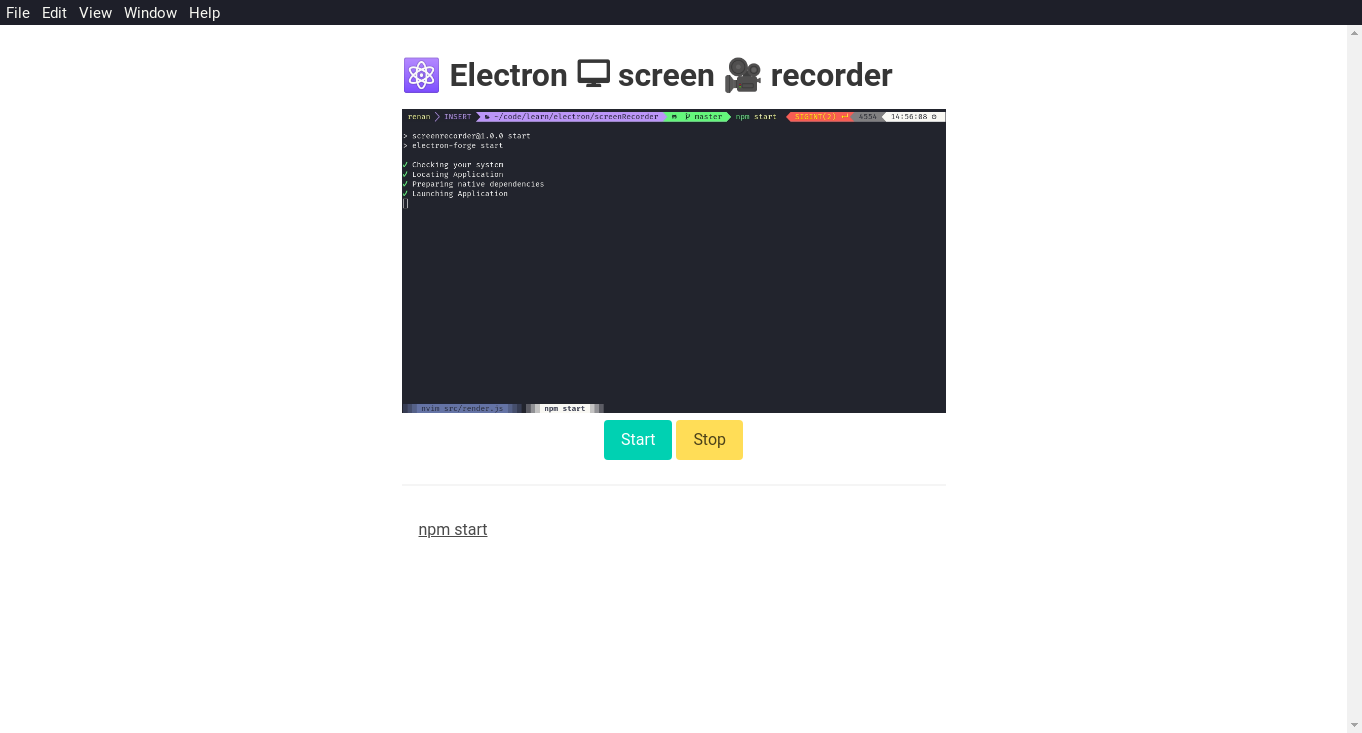 File Edit View Window Help
⚛️ Electron 🖥 screen 🎥 recorder
renan INSERT ~/code/learn/electron/screenRecorder master npm start SIGINT(2) ↵ 4554 14:56:08
> screenrecorder@1.0.0 start
> electron-forge start
✓ Checking your system
✓ Locating Application
✓ Preparing native dependencies
✓ Launching Application
nvim src/render.js npm start
Start Stop
npm start